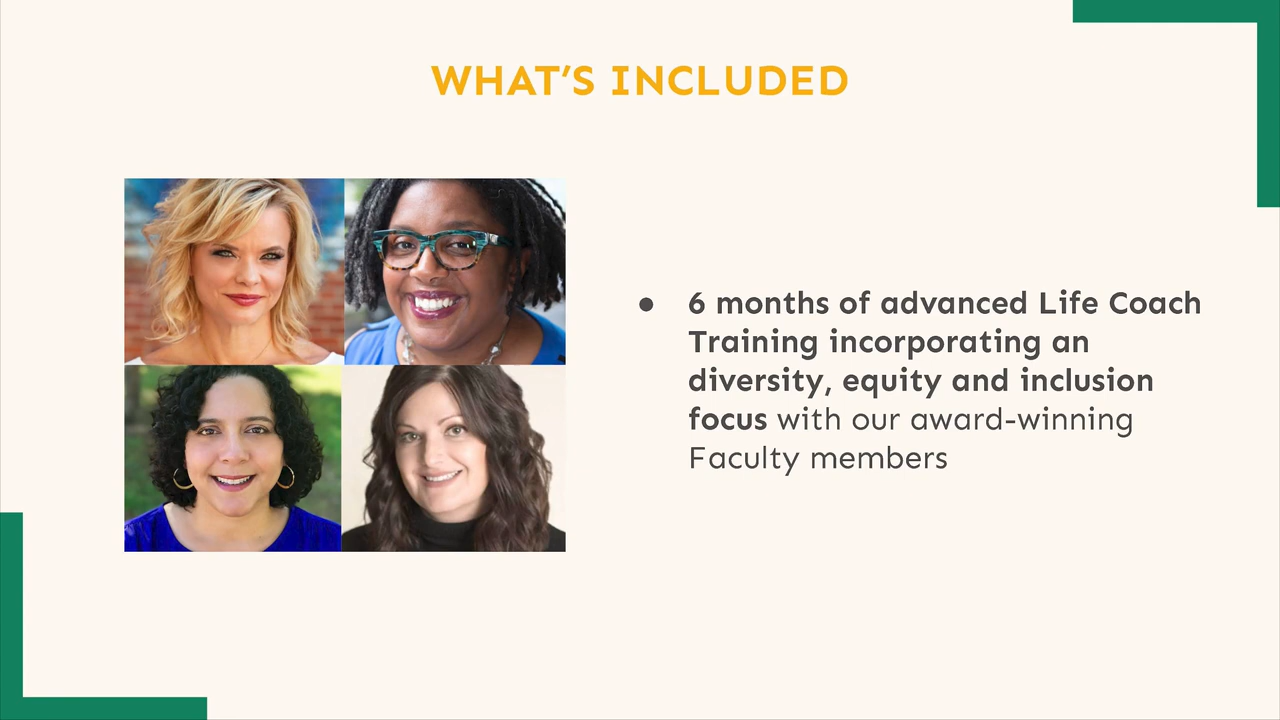 WHAT’S INCLUDED
● 6 months of advanced Life Coach
Training incorporating an
diversity, equity and inclusion
focus with our award-winning
Faculty members